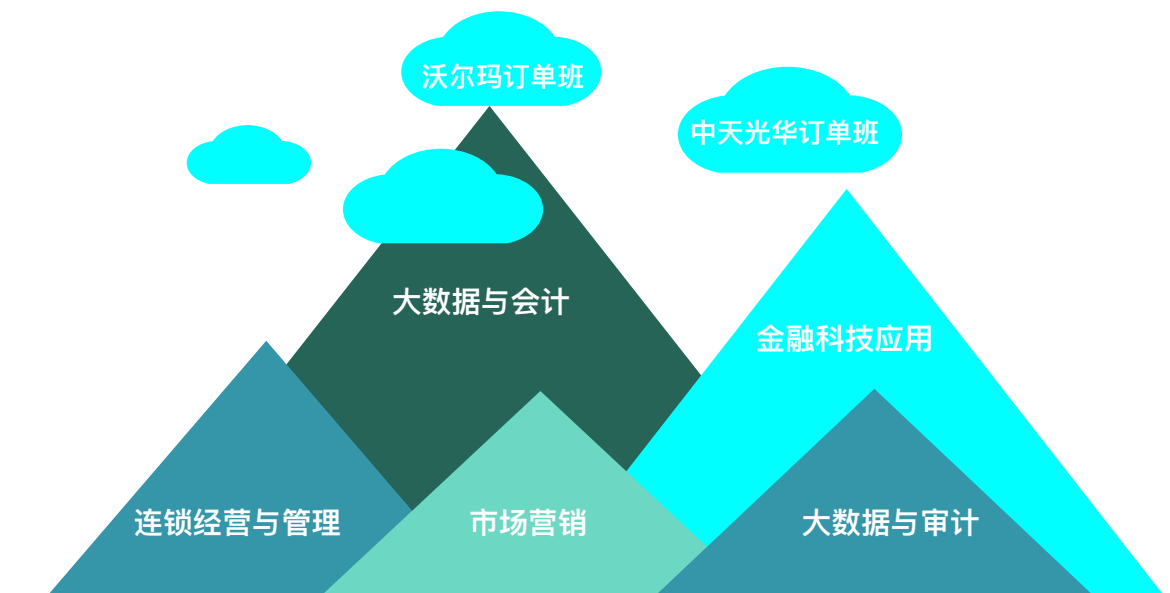 沃尔玛订单班
中天光华订单班
大数据与会计
金融科技应用
连锁经营与管理
市场营销
大数据与审计